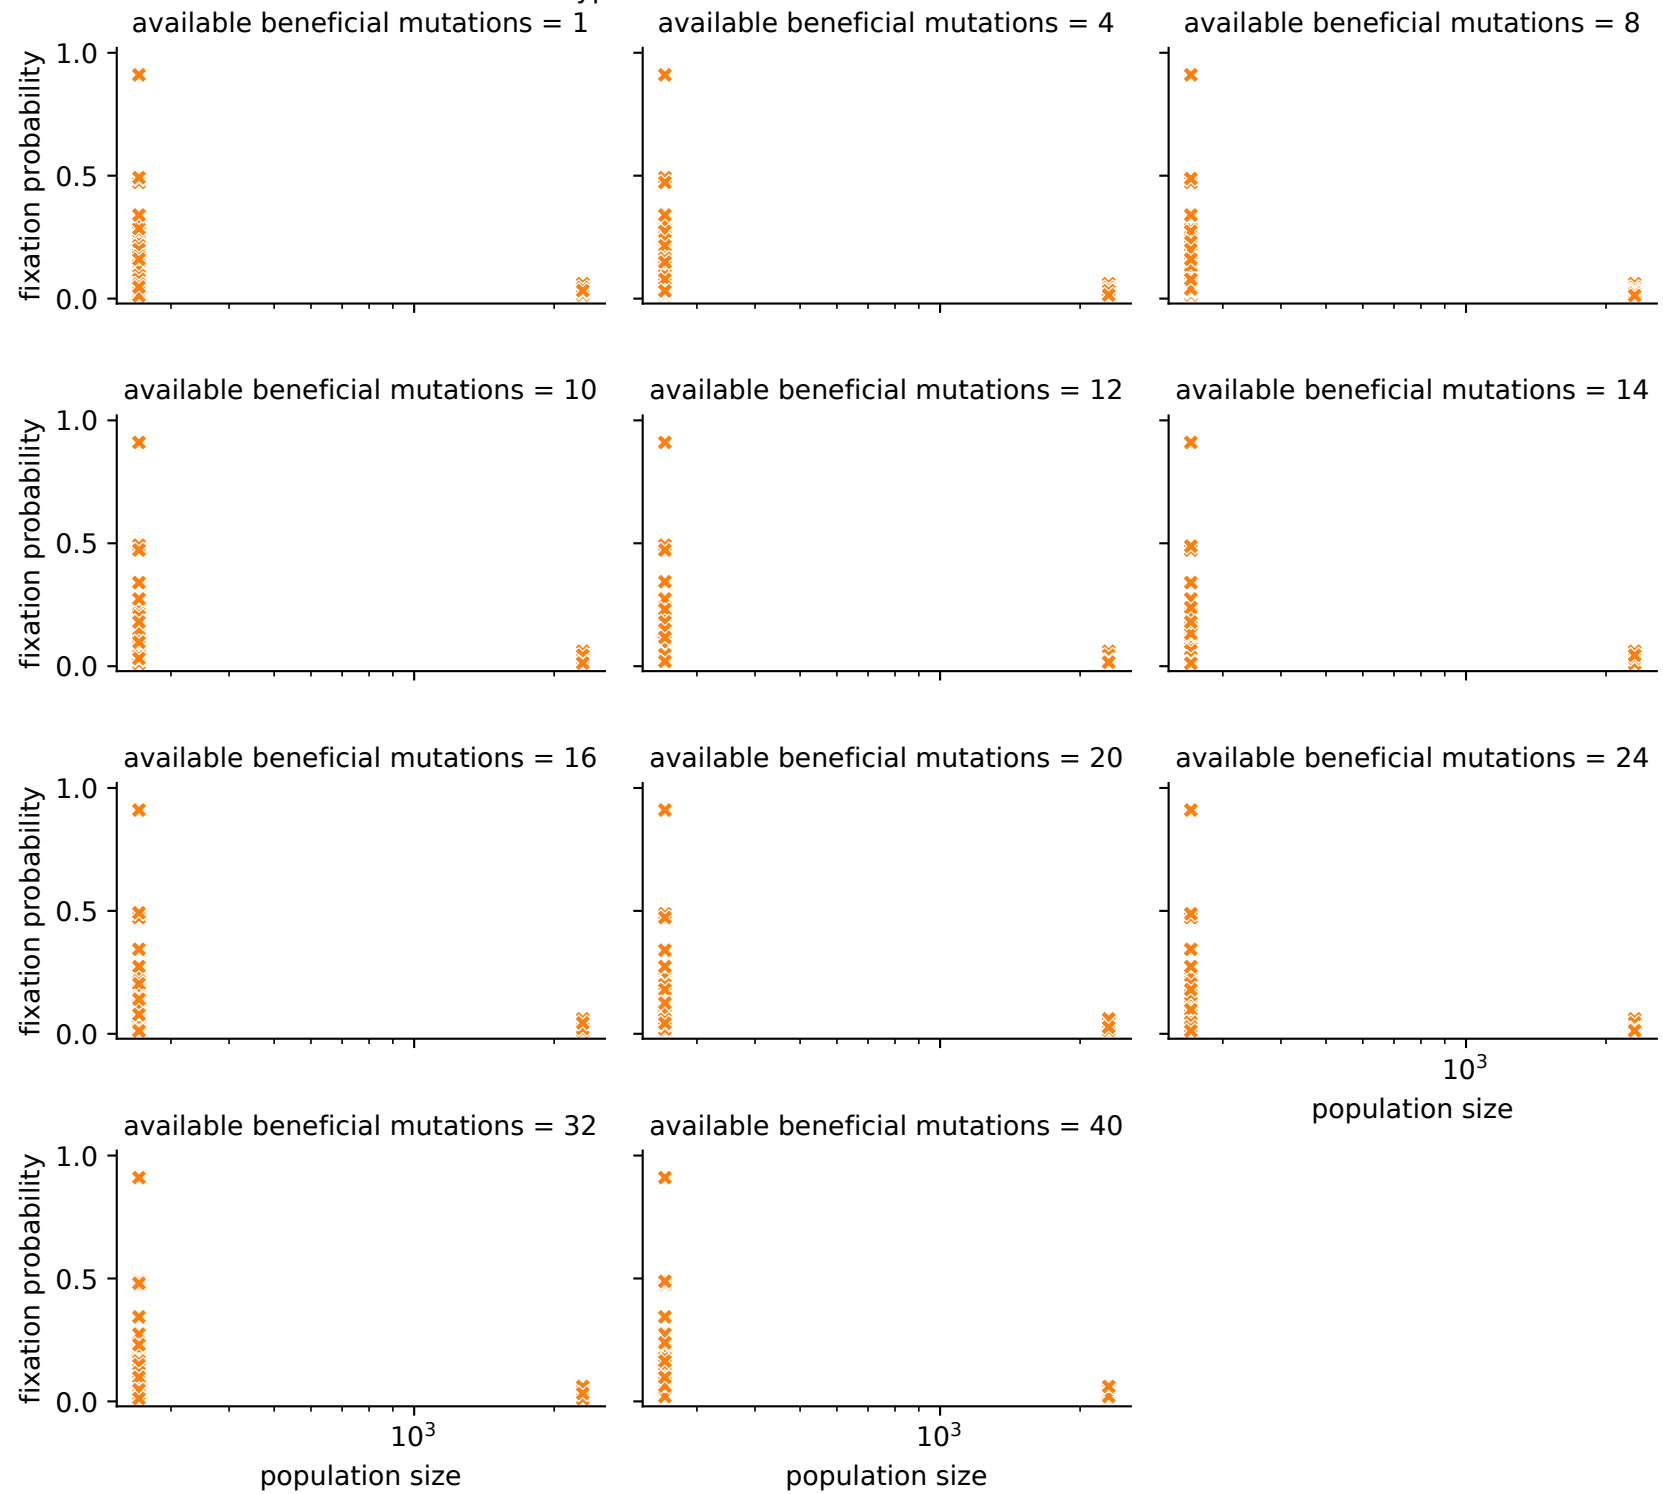 available beneficial mutations = 1
available beneficial mutations = 4
available beneficial mutations = 8
fixation probability
1.0
0.5
0.0
available beneficial mutations = 10
available beneficial mutations = 12
available beneficial mutations = 14
fixation probability
1.0
0.5
0.0
available beneficial mutations = 16
available beneficial mutations = 20
available beneficial mutations = 24
fixation probability
1.0
0.5
0.0
10³
population size
available beneficial mutations = 32
available beneficial mutations = 40
fixation probability
1.0
0.5
0.0
10³
10³
population size
population size